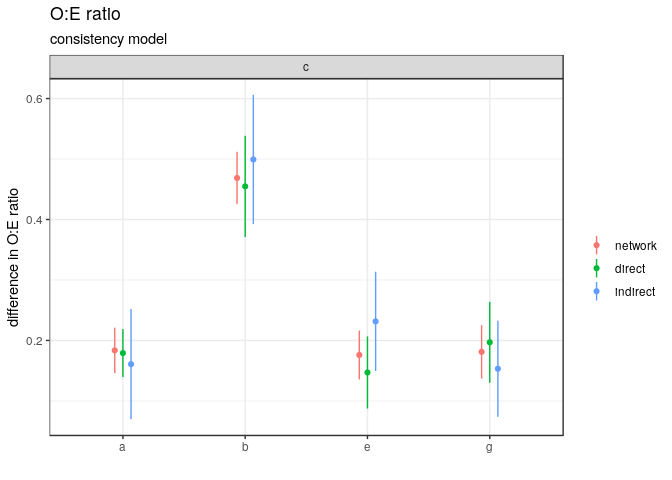 O:E ratio
consistency model
c
0.6
0.4
0.2
difference in O:E ratio
a b e g
network
direct
indirect